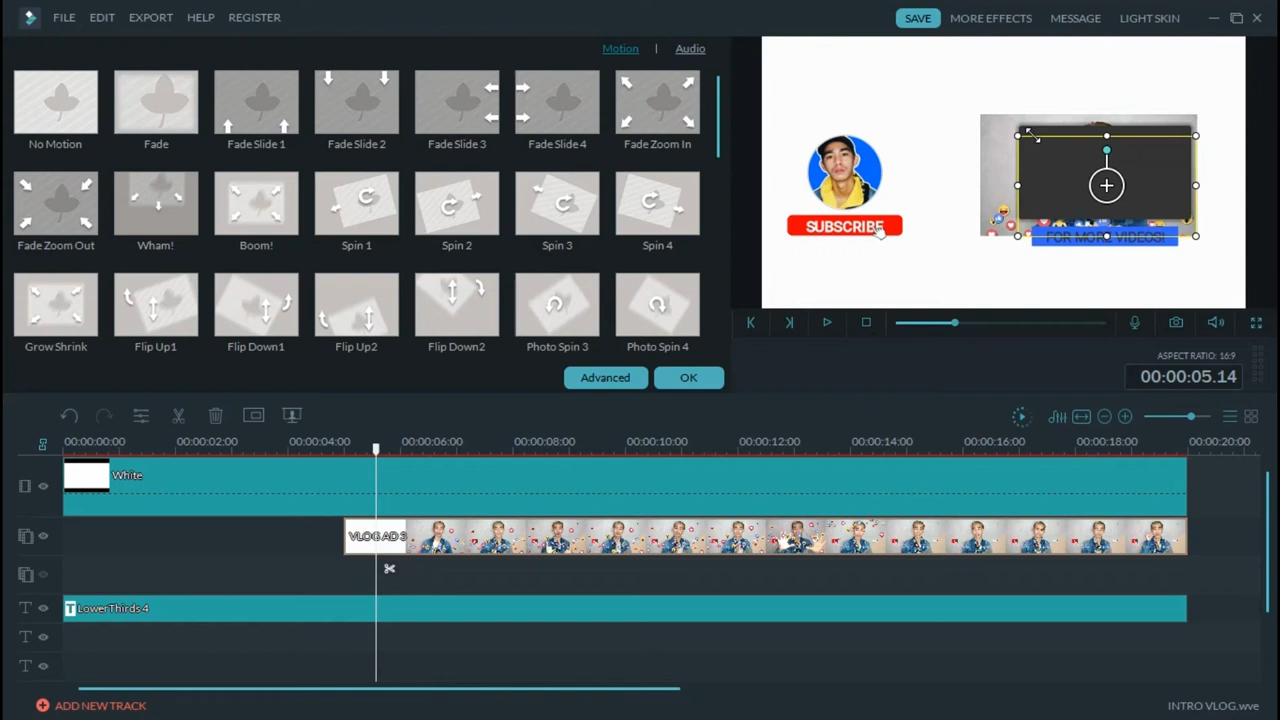 FILE EDIT EXPORT HELP REGISTER
SAVE MORE EFFECTS MESSAGE LIGHT SKIN
Motion | Audio
No Motion Fade Fade Slide 1 Fade Slide 2 Fade Slide 3 Fade Slide 4 Fade Zoom In
Fade Zoom Out Wham! Boom! Spin 1 Spin 2 Spin 3 Spin 4
Grow Shrink Flip Up1 Flip Down1 Flip Up2 Flip Down2 Photo Spin 3 Photo Spin 4
Advanced OK
SUBSCRIBE
FOR MORE VIDEOS!
ASPECT RATIO: 16:9
00:00:05.14
00:00:00:00 00:00:02:00 00:00:04:00 00:00:06:00 00:00:08:00 00:00:10:00 00:00:12:00 00:00:14:00 00:00:16:00 00:00:18:00 00:00:20:00
White
VLOG AD 3
T LowerThirds 4
T
T
T
ADD NEW TRACK
INTRO VLOG.wve